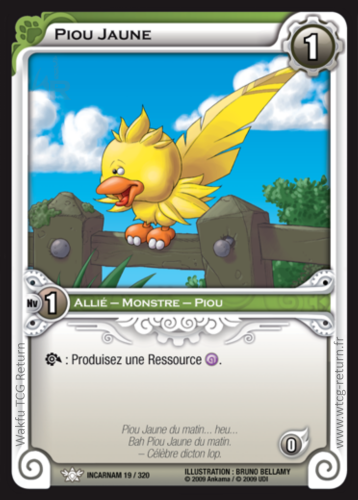 Piou Jaune
1
Nv 1
Allié – Monstre – Piou
: Produisez une Ressource .
Piou Jaune du matin... heu...
Bah Piou Jaune du matin.
– Célèbre dicton Iop.
0
INCARNAM 19 / 320
ILLUSTRATION : BRUNO BELLAMY
© 2009 Ankama / © 2009 UDI
Wakfu TCG Return
www.wtcg-return.fr